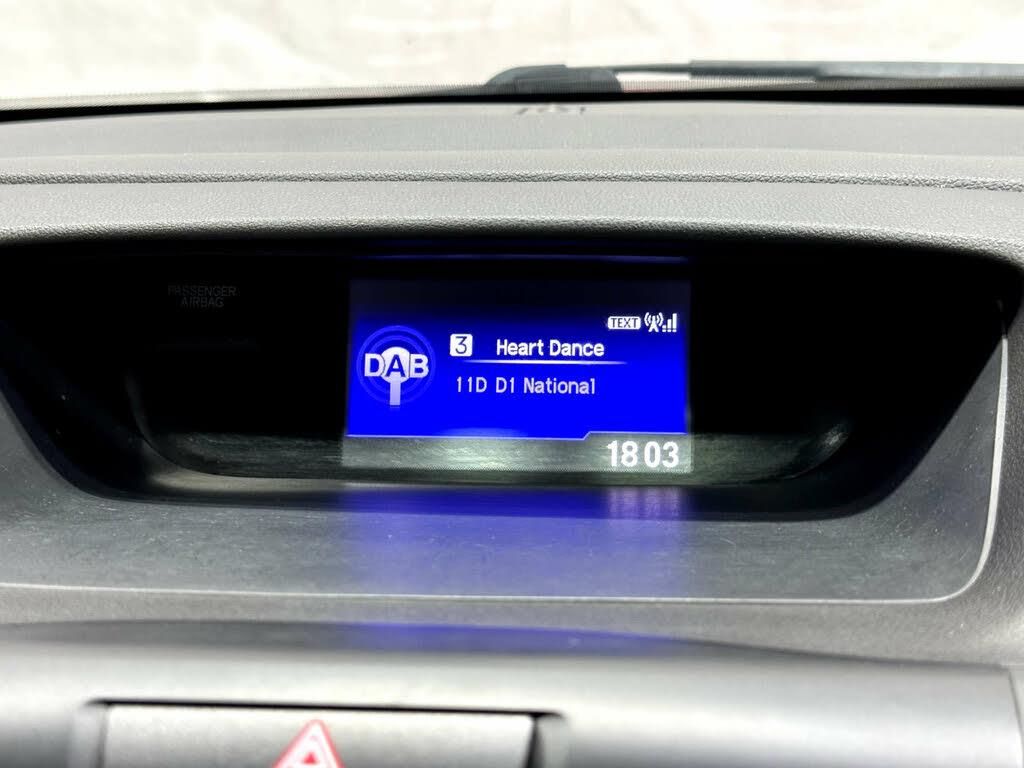 PASSENGER
AIRBAG
TEXT
DAB
3 Heart Dance
11D D1 National
18 03